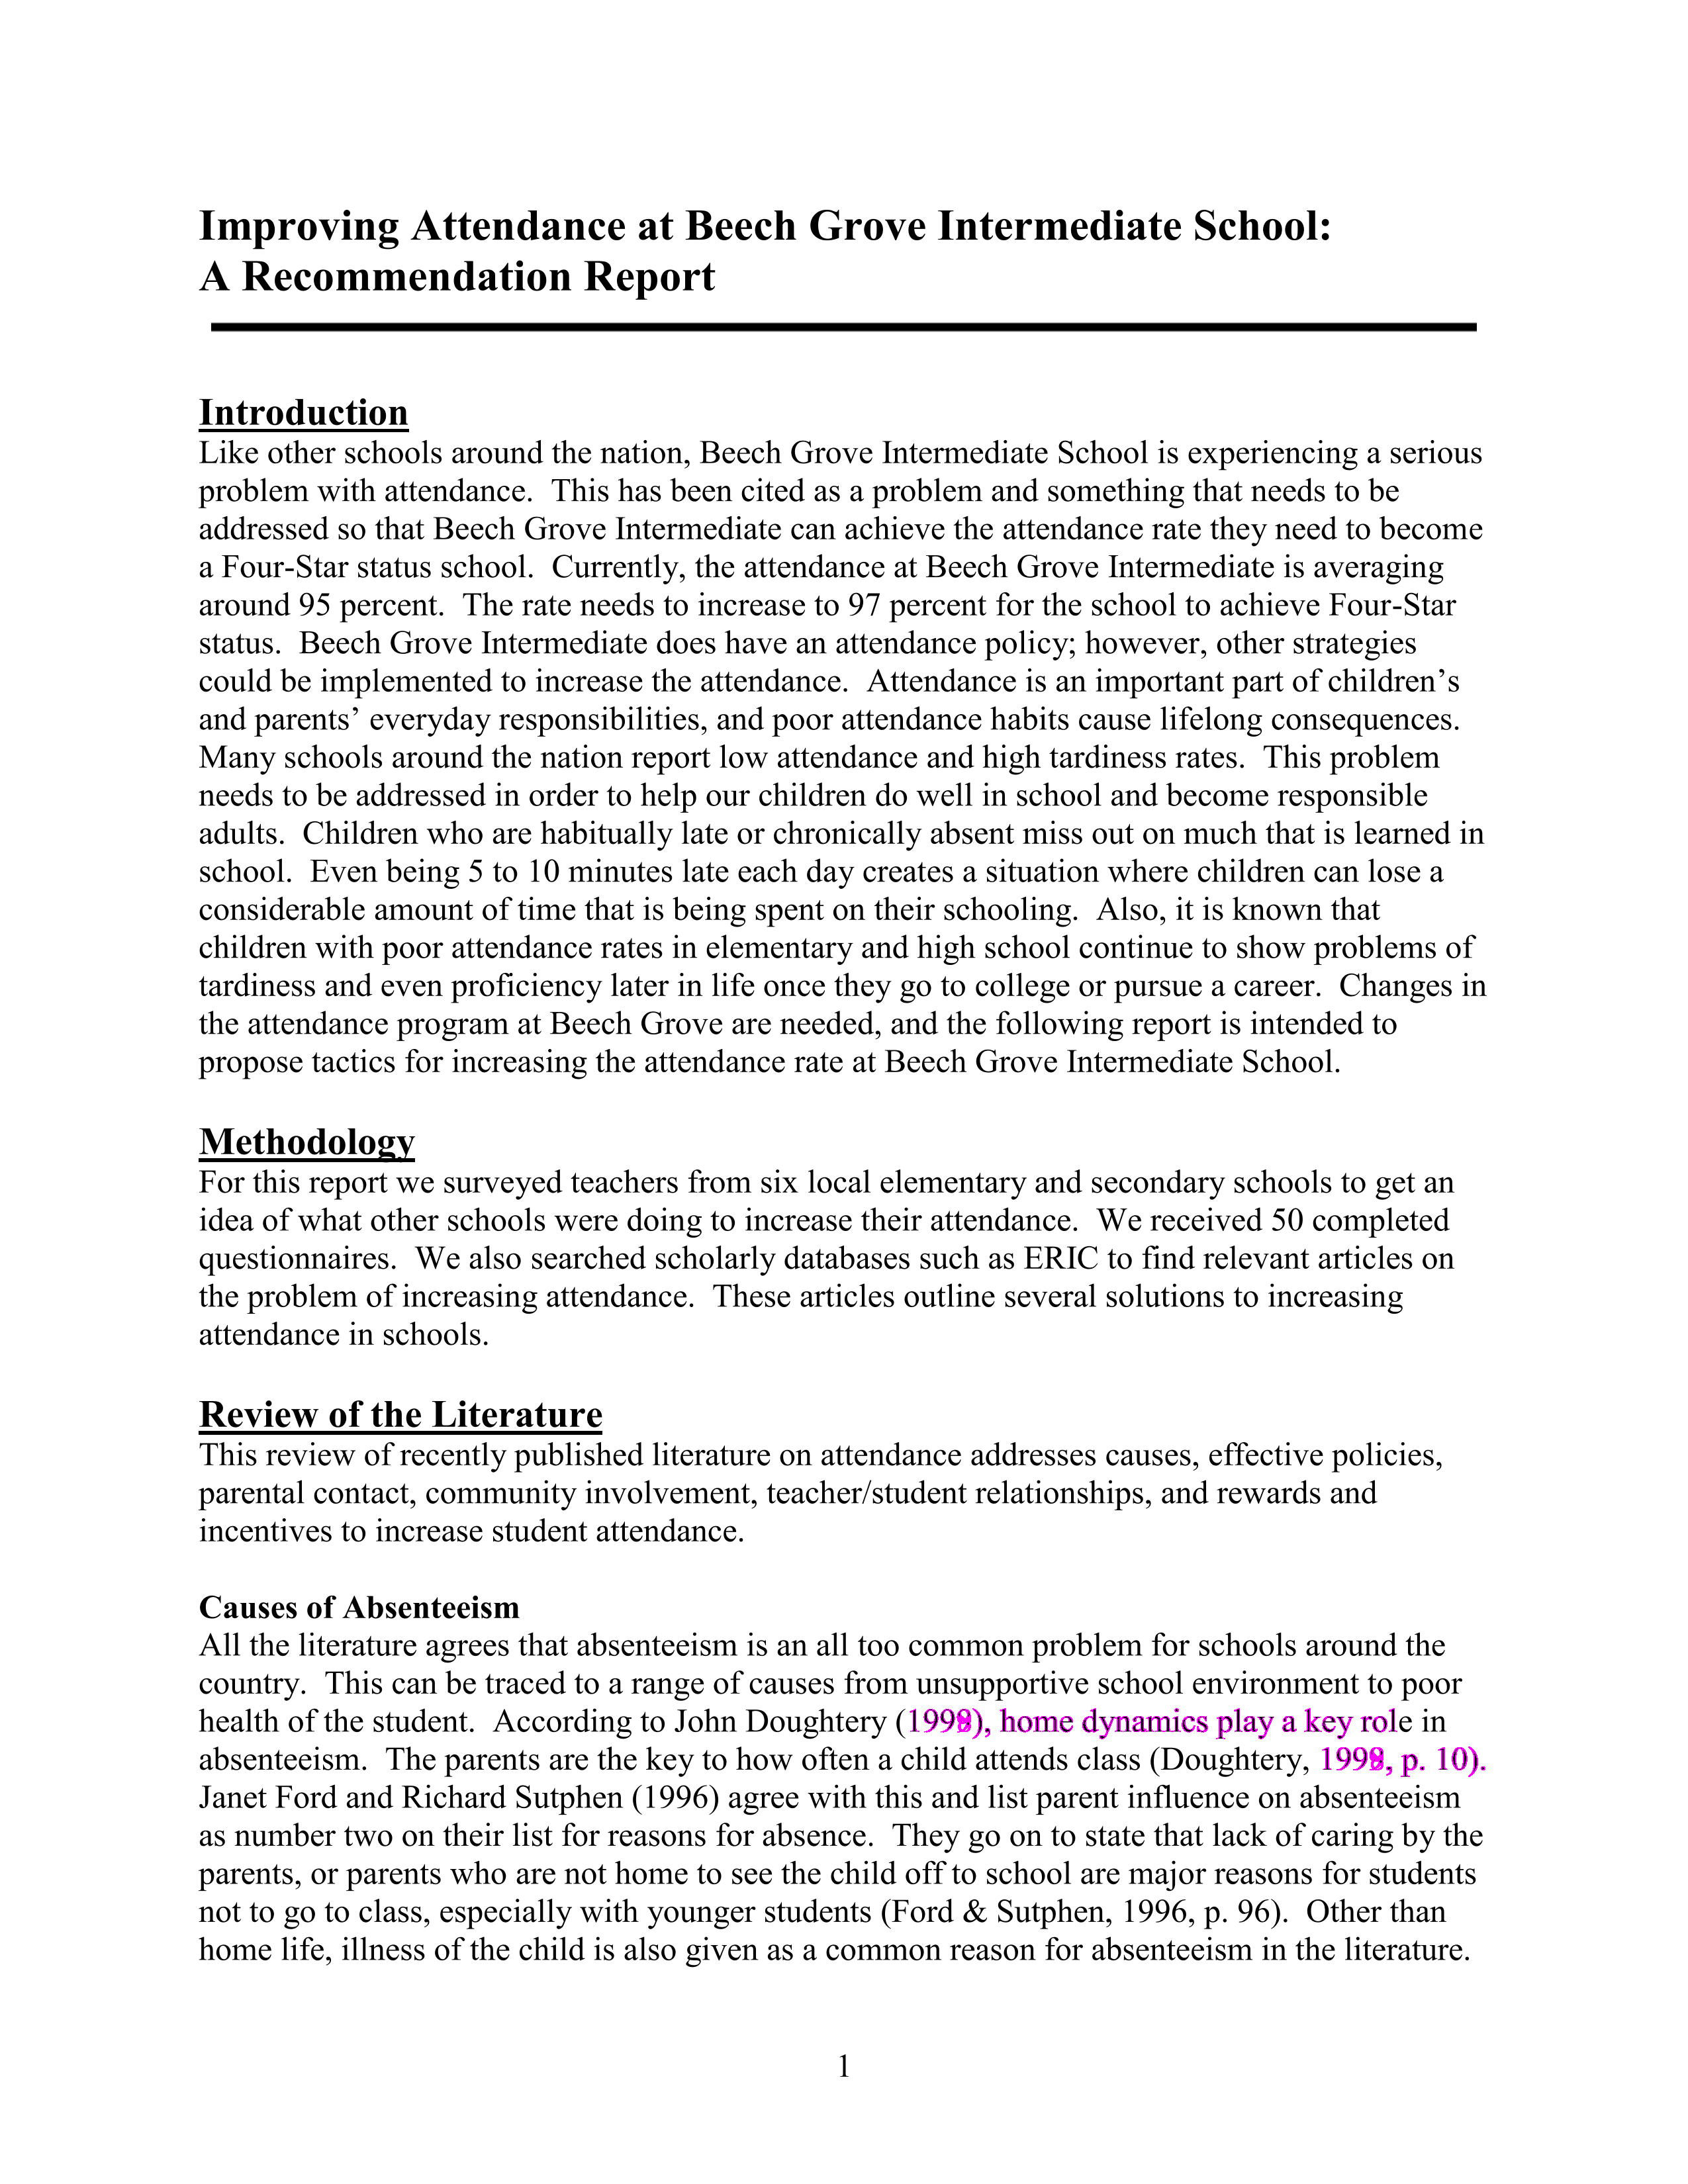 Improving Attendance at Beech Grove Intermediate School:
A Recommendation Report
Introduction
Like other schools around the nation, Beech Grove Intermediate School is experiencing a serious
problem with attendance.  This has been cited as a problem and something that needs to be
addressed so that Beech Grove Intermediate can achieve the attendance rate they need to become
a Four-Star status school.  Currently, the attendance at Beech Grove Intermediate is averaging
around 95 percent.  The rate needs to increase to 97 percent for the school to achieve Four-Star
status.  Beech Grove Intermediate does have an attendance policy; however, other strategies
could be implemented to increase the attendance.  Attendance is an important part of children’s
and parents’ everyday responsibilities, and poor attendance habits cause lifelong consequences.
Many schools around the nation report low attendance and high tardiness rates.  This problem
needs to be addressed in order to help our children do well in school and become responsible
adults.  Children who are habitually late or chronically absent miss out on much that is learned in
school.  Even being 5 to 10 minutes late each day creates a situation where children can lose a
considerable amount of time that is being spent on their schooling.  Also, it is known that
children with poor attendance rates in elementary and high school continue to show problems of
tardiness and even proficiency later in life once they go to college or pursue a career.  Changes in
the attendance program at Beech Grove are needed, and the following report is intended to
propose tactics for increasing the attendance rate at Beech Grove Intermediate School.
Methodology
For this report we surveyed teachers from six local elementary and secondary schools to get an
idea of what other schools were doing to increase their attendance.  We received 50 completed
questionnaires.  We also searched scholarly databases such as ERIC to find relevant articles on
the problem of increasing attendance.  These articles outline several solutions to increasing
attendance in schools.
Review of the Literature
This review of recently published literature on attendance addresses causes, effective policies,
parental contact, community involvement, teacher/student relationships, and rewards and
incentives to increase student attendance.
Causes of Absenteeism
All the literature agrees that absenteeism is an all too common problem for schools around the
country.  This can be traced to a range of causes from unsupportive school environment to poor
health of the student.  According to John Doughtery ( home dynamics play a key role in
absenteeism.  The parents are the key to how often a child attends class (Doughtery, p. 10).
Janet Ford and Richard Sutphen (1996) agree with this and list parent influence on absenteeism
as number two on their list for reasons for absence.  They go on to state that lack of caring by the
parents, or parents who are not home to see the child off to school are major reasons for students
not to go to class, especially with younger students (Ford & Sutphen, 1996, p. 96).  Other than
home life, illness of the child is also given as a common reason for absenteeism in the literature.
1